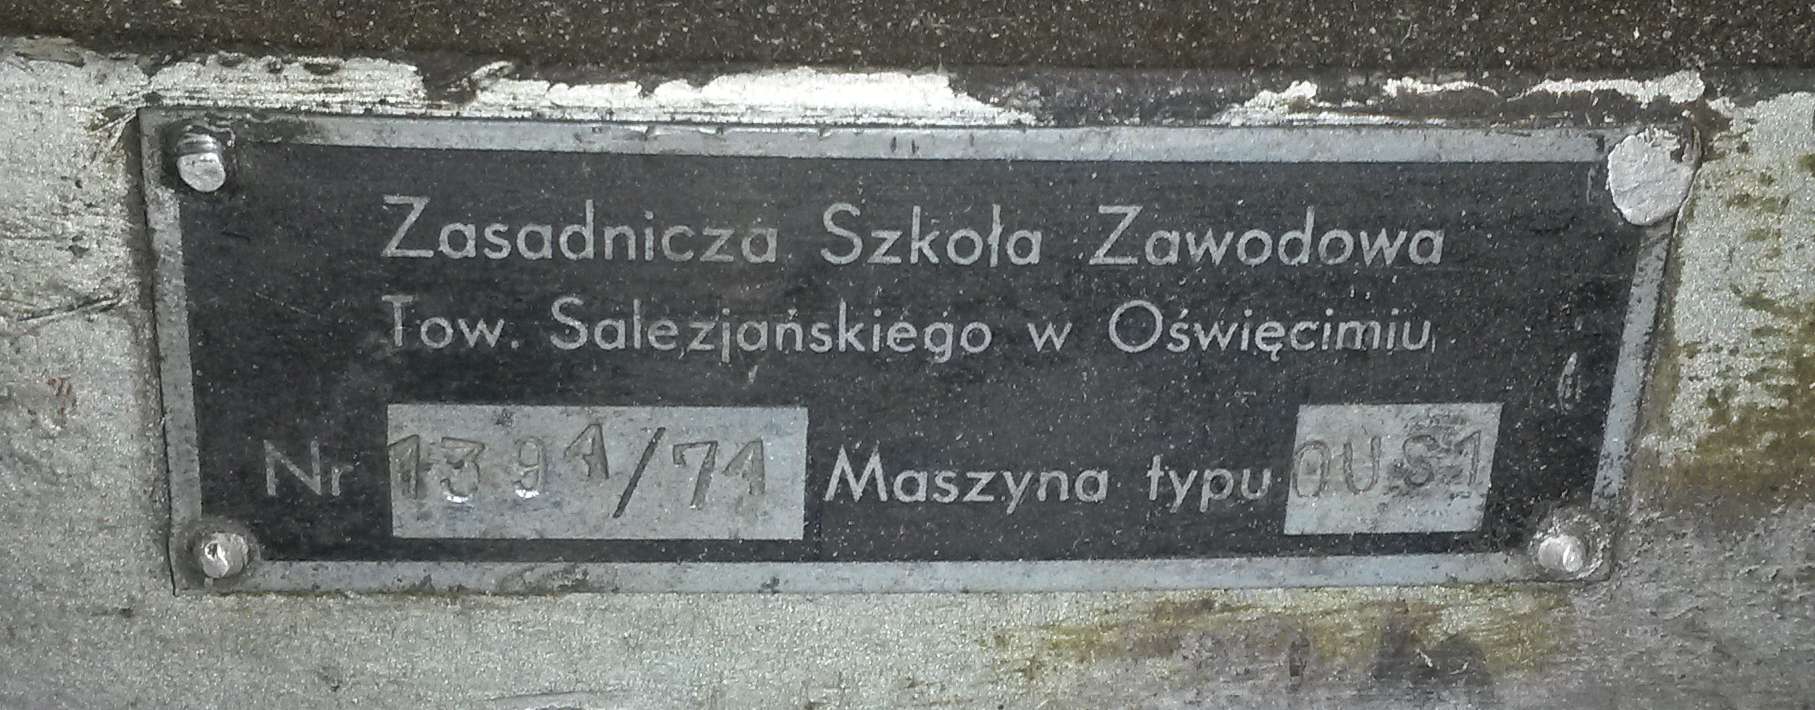 Zasadnicza Szkoła Zawodowa
Tow. Salezjańskiego w Oświęcimiu
Nr 1391/71 Maszyna typu OUS1